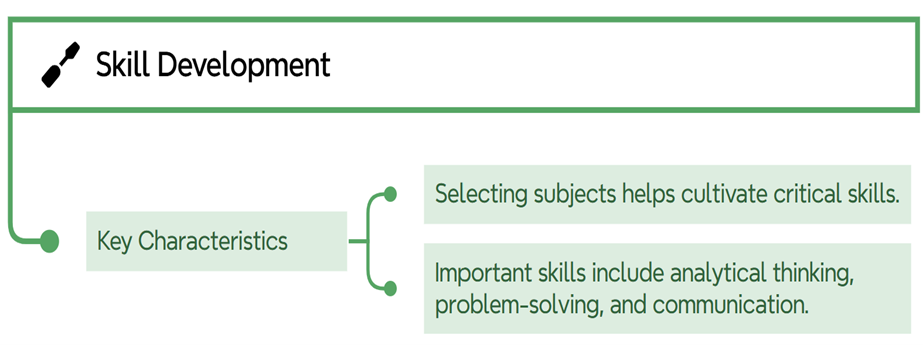 Skill Development
Key Characteristics
Selecting subjects helps cultivate critical skills.
Important skills include analytical thinking,
problem-solving, and communication.